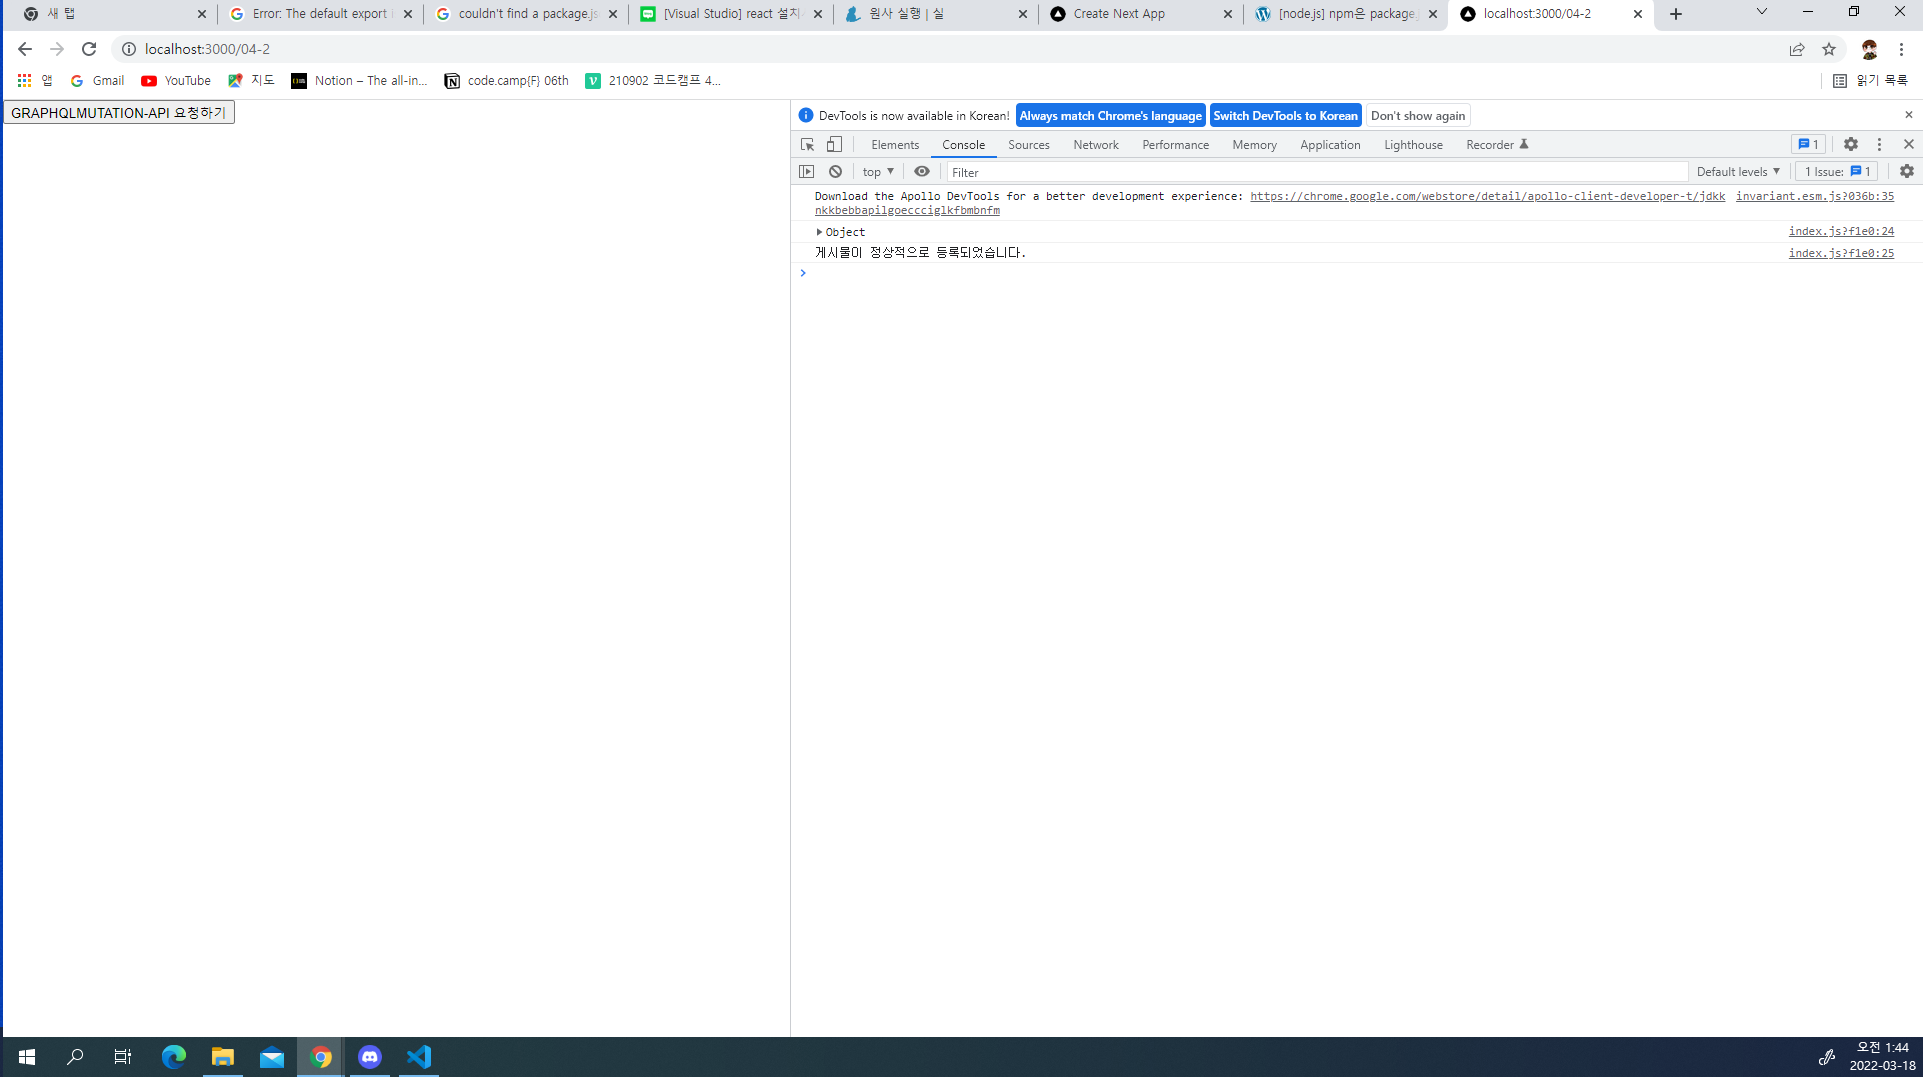 새 탭
Error: The default export
couldn't find a package.js
[Visual Studio] react 설치
원사 실행 | 실
Create Next App
[node.js] npm은 package.
localhost:3000/04-2
localhost:3000/04-2
앱
Gmail
YouTube
지도
Notion – The all-in...
code.camp{F} 06th
210902 코드캠프 4...
읽기 목록
GRAPHQLMUTATION-API 요청하기
DevTools is now available in Korean!
Always match Chrome's language
Switch DevTools to Korean
Don't show again
Elements
Console
Sources
Network
Performance
Memory
Application
Lighthouse
Recorder
1
top
Filter
Default levels
1 Issue: 1
Download the Apollo DevTools for a better development experience: https://chrome.google.com/webstore/detail/apollo-client-developer-t/jdkk
invariant.esm.js?036b:35
nkkbebbapilgoeccciglkfbmbnfm
Object
index.js?f1e0:24
게시물이 정상적으로 등록되었습니다.
index.js?f1e0:25
오전 1:44
2022-03-18